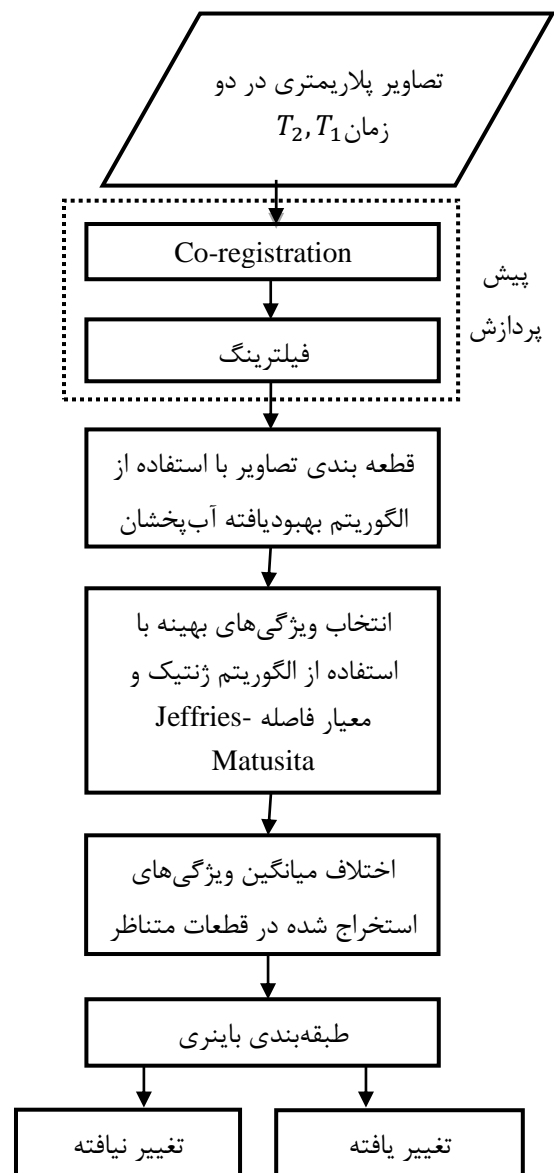 تصاویر پلاریمتری در دو
زمان T₂, T₁
Co-registration
پیش
پردازش
فیلترینگ
قطعه بندی تصاویر با استفاده از
الگوریتم بهبودیافته آب‌پخشان
انتخاب ویژگی‌های بهینه با
استفاده از الگوریتم ژنتیک و
معیار فاصله Jeffries-
Matusita
اختلاف میانگین ویژگی‌های
استخراج شده در قطعات متناظر
طبقه‌بندی باینری
تغییر یافته
تغییر نیافته